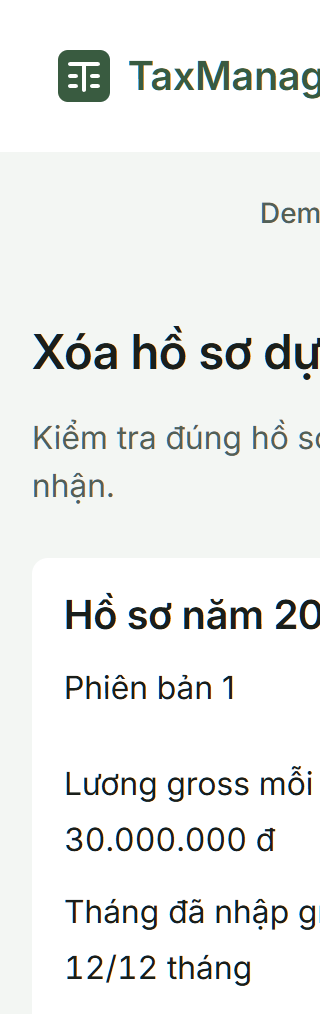 TaxManag
Dem
Xóa hồ sơ dự
Kiểm tra đúng hồ sơ
nhận.
Hồ sơ năm 20
Phiên bản 1
Lương gross mỗi
30.000.000 đ
Tháng đã nhập g
12/12 tháng